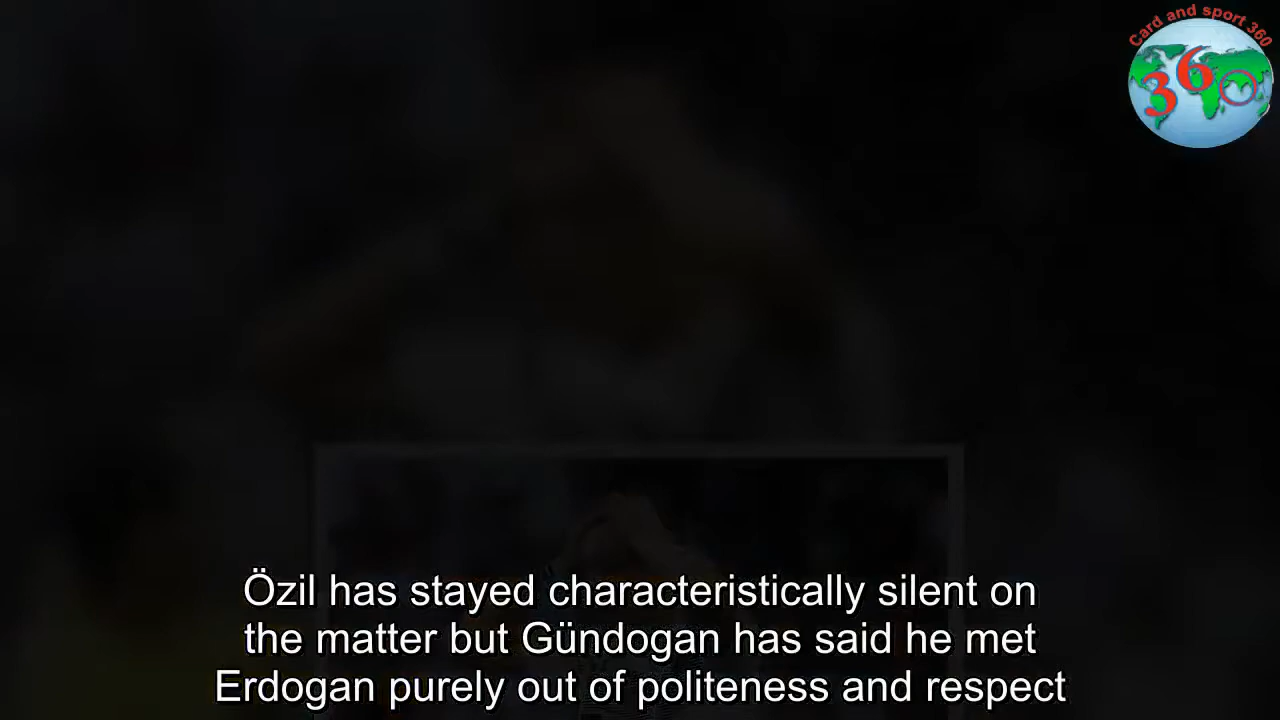 Card and sport 360
360
Özil has stayed characteristically silent on
the matter but Gündogan has said he met
Erdogan purely out of politeness and respect